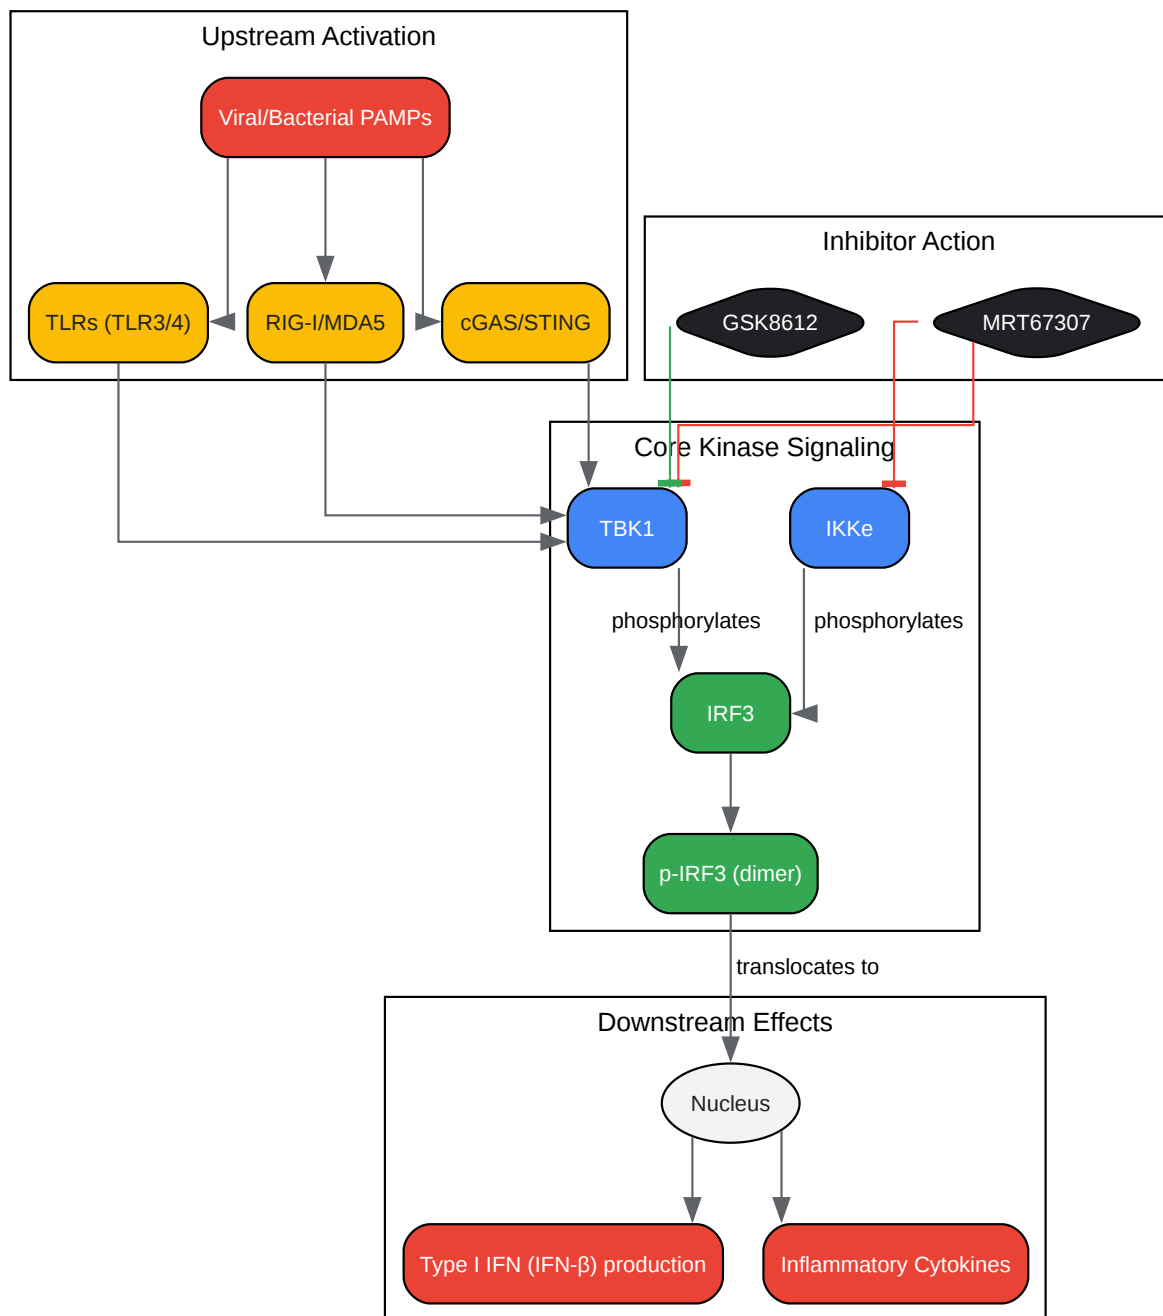 Upstream Activation
Viral/Bacterial PAMPs
Inhibitor Action
TLRs (TLR3/4)
RIG-I/MDA5
cGAS/STING
GSK8612
MRT67307
Core Kinase Signaling
TBK1
IKKe
phosphorylates
phosphorylates
IRF3
p-IRF3 (dimer)
translocates to
Downstream Effects
Nucleus
Type I IFN (IFN-β) production
Inflammatory Cytokines